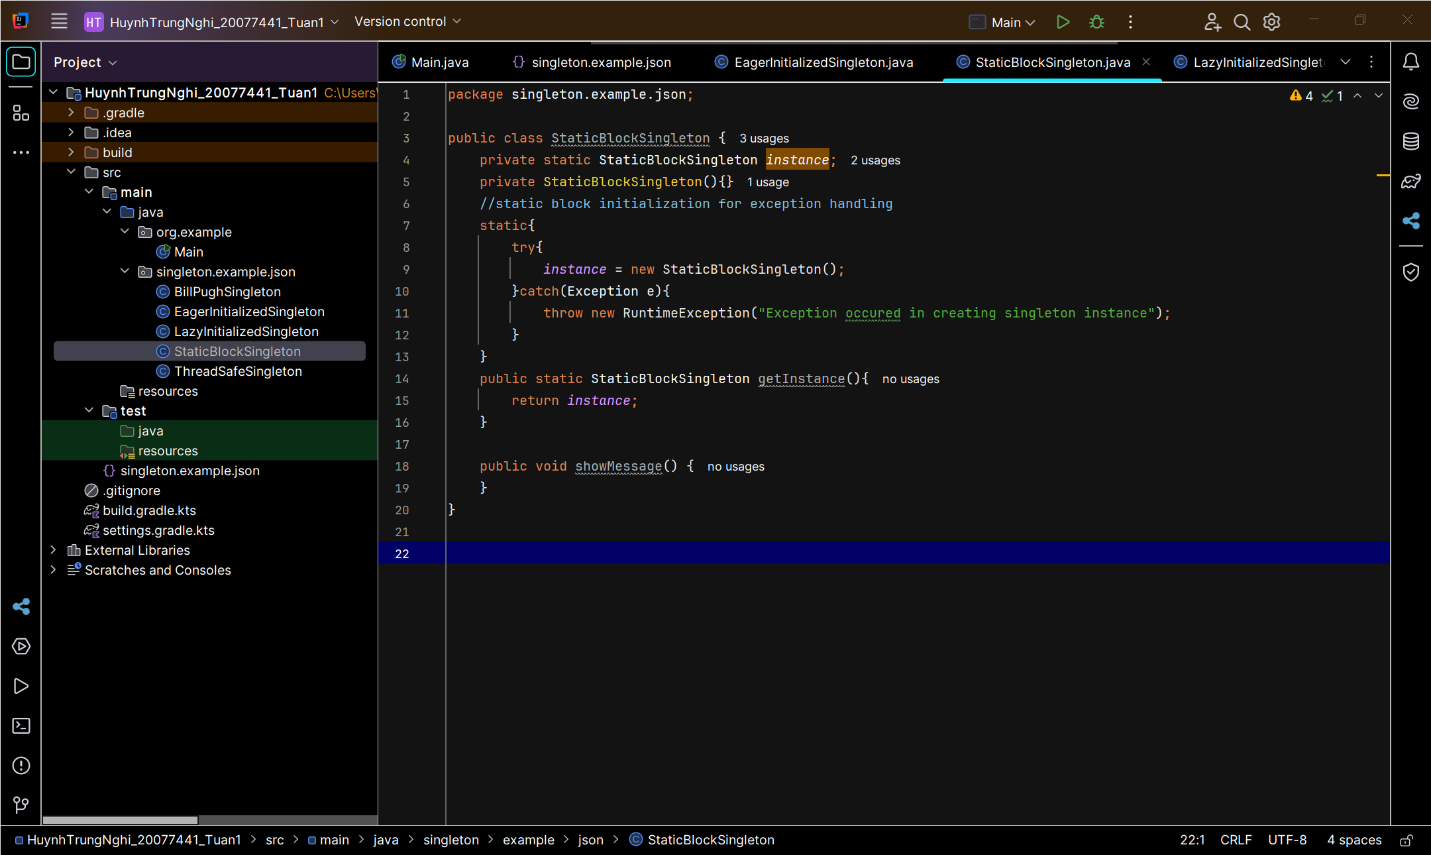 HT HuynhTrungNghi_20077441_Tuan1 Version control Main
Project
HuynhTrungNghi_20077441_Tuan1 C:\Users\
.gradle
.idea
build
src
main
java
org.example
Main
singleton.example.json
BillPughSingleton
EagerInitializedSingleton
LazyInitializedSingleton
StaticBlockSingleton
ThreadSafeSingleton
resources
test
java
resources
singleton.example.json
.gitignore
build.gradle.kts
settings.gradle.kts
External Libraries
Scratches and Consoles
Main.java singleton.example.json EagerInitializedSingleton.java StaticBlockSingleton.java LazyInitializedSinglet
4 1
1 package singleton.example.json;
2
3 public class StaticBlockSingleton { 3 usages
4 private static StaticBlockSingleton instance; 2 usages
5 private StaticBlockSingleton(){} 1 usage
6 //static block initialization for exception handling
7 static{
8 try{
9 instance = new StaticBlockSingleton();
10 }catch(Exception e){
11 throw new RuntimeException("Exception occured in creating singleton instance");
12 }
13 }
14 public static StaticBlockSingleton getInstance(){ no usages
15 return instance;
16 }
17
18 public void showMessage() { no usages
19 }
20 }
21
22
HuynhTrungNghi_20077441_Tuan1 > src > main > java > singleton > example > json > StaticBlockSingleton 22:1 CRLF UTF-8 4 spaces